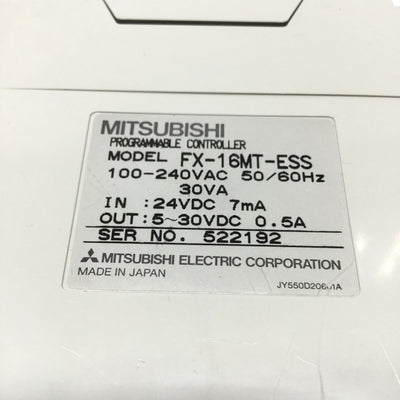 MITSUBISHI
PROGRAMMABLE CONTROLLER
MODEL FX-16MT-ESS
100-240VAC 50/60Hz
30VA
IN :24VDC 7mA
OUT:5~30VDC 0.5A
SER NO. 522192
MITSUBISHI ELECTRIC CORPORATION
MADE IN JAPAN